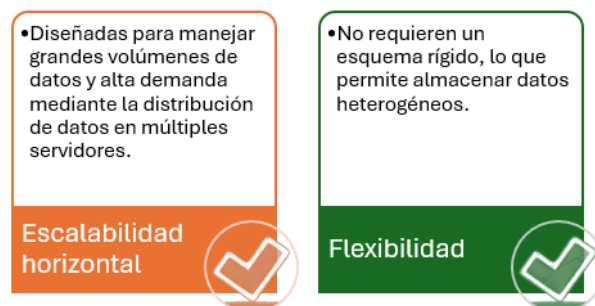 •Diseñadas para manejar
grandes volúmenes de
datos y alta demanda
mediante la distribución
de datos en múltiples
servidores.
Escalabilidad
horizontal
•No requieren un
esquema rígido, lo que
permite almacenar datos
heterogéneos.
Flexibilidad